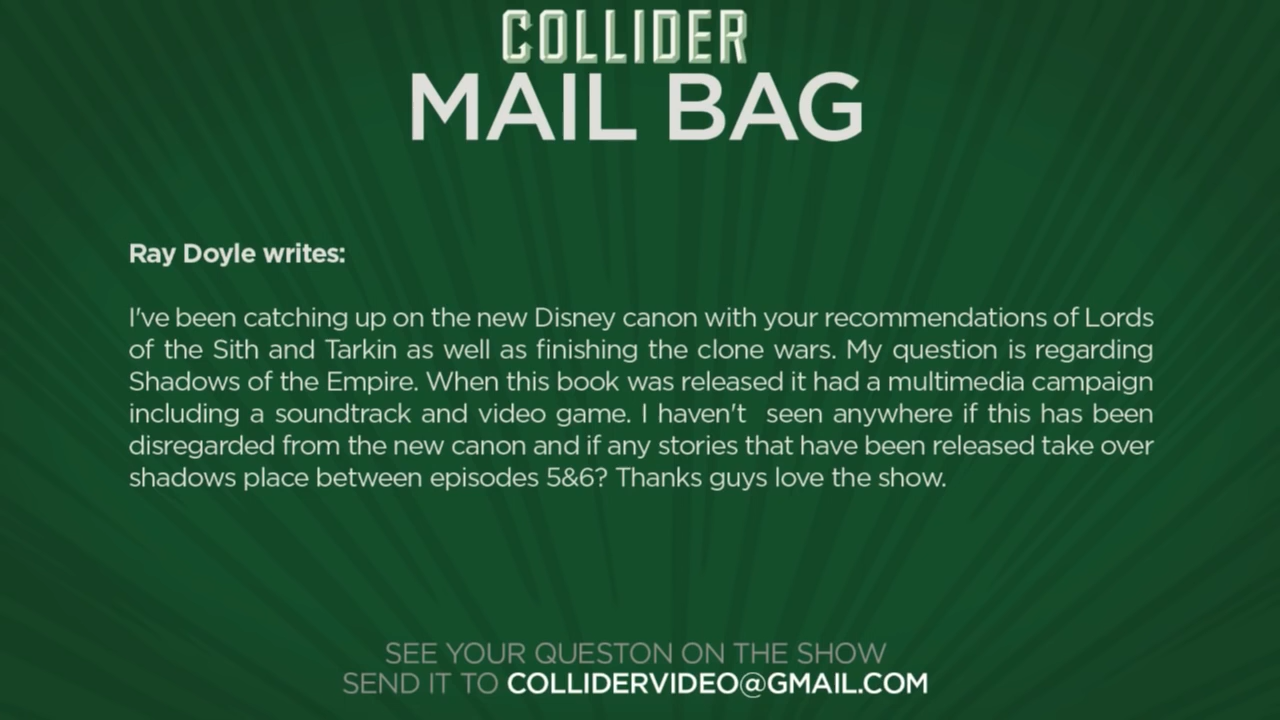 COLLIDER
MAIL BAG
Ray Doyle writes:
I've been catching up on the new Disney canon with your recommendations of Lords
of the Sith and Tarkin as well as finishing the clone wars. My question is regarding
Shadows of the Empire. When this book was released it had a multimedia campaign
including a soundtrack and video game. I haven't  seen anywhere if this has been
disregarded from the new canon and if any stories that have been released take over
shadows place between episodes 5&6? Thanks guys love the show.
SEE YOUR QUESTON ON THE SHOW
SEND IT TO COLLIDERVIDEO@GMAIL.COM